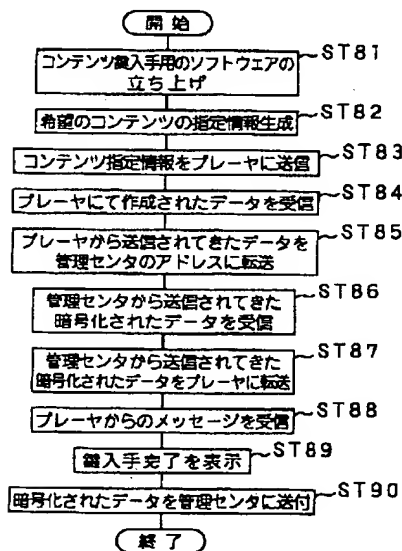 開始
コンテンツ鍵入手用のソフトウェアの
立ち上げ
ST81
希望のコンテンツの指定情報生成
ST82
コンテンツ指定情報をプレーヤに送信
ST83
プレーヤにて作成されたデータを受信
ST84
プレーヤから送信されてきたデータを
管理センタのアドレスに転送
ST85
管理センタから送信されてきた
暗号化されたデータを受信
ST86
管理センタから送信されてきた
暗号化されたデータをプレーヤに転送
ST87
プレーヤからのメッセージを受信
ST88
鍵入手完了を表示
ST89
暗号化されたデータを管理センタに送付
ST90
終了